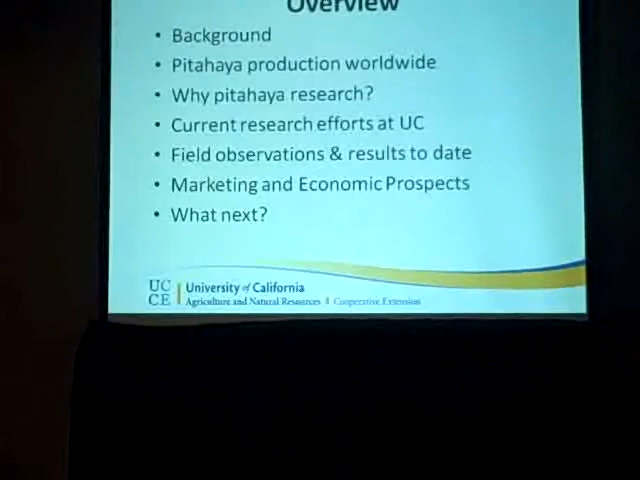 Overview
• Background
• Pitahaya production worldwide
• Why pitahaya research?
• Current research efforts at UC
• Field observations & results to date
• Marketing and Economic Prospects
• What next?
UC
CE
University of California
Agriculture and Natural Resources Cooperative Extension